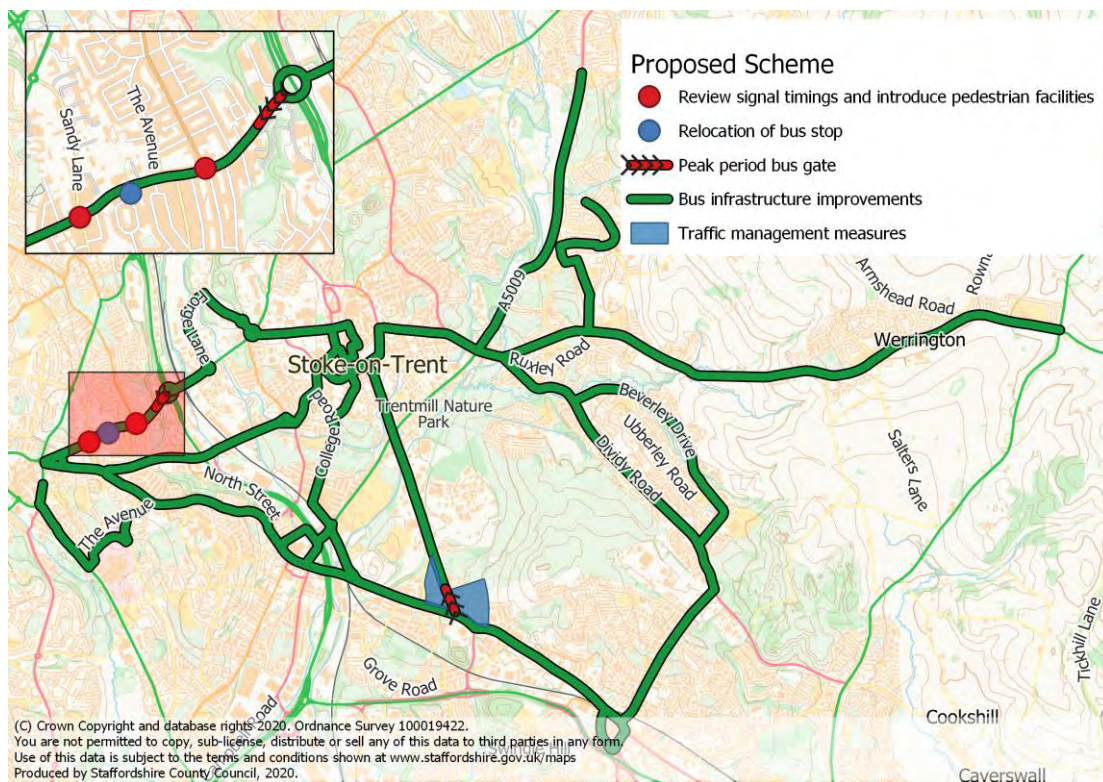 Proposed Scheme
Review signal timings and introduce pedestrian facilities
Relocation of bus stop
Peak period bus gate
Bus infrastructure improvements
Traffic management measures
Sandy Lane
The Avenue
Armshead Road
A5009
Forge Lane
Werrington
Stoke-on-Trent
Ruxley Road
Trentmill Nature
Park
College Road
Beverley Drive
Ubberley Road
Dividy Road
Salters Lane
North Street
The Avenue
Grove Road
Tickhill Lane
Cookshill
Caverswall
(C) Crown Copyright and database rights 2020. Ordnance Survey 100019422.
You are not permitted to copy, sub-license, distribute or sell any of this data to third parties in any form.
Use of this data is subject to the terms and conditions shown at www.staffordshire.gov.uk/maps
Produced by Staffordshire County Council, 2020.